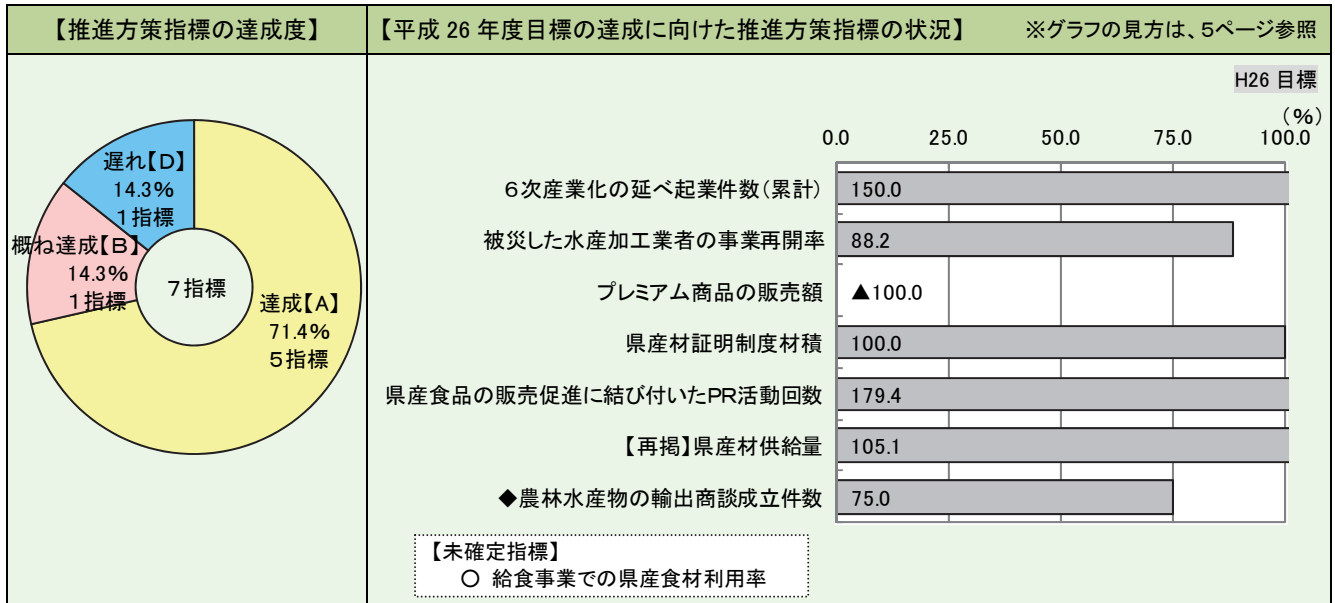 【推進方策指標の達成度】
【平成 26 年度目標の達成に向けた推進方策指標の状況】 ※グラフの見方は、5ページ参照
遅れ【D】
14.3%
1指標
概ね達成【B】
14.3%
1指標
7指標
達成【A】
71.4%
5指標
H26 目標
(%)
0.0 25.0 50.0 75.0 100.0
6次産業化の延べ起業件数(累計) 150.0
被災した水産加工業者の事業再開率 88.2
プレミアム商品の販売額 ▲100.0
県産材証明制度材積 100.0
県産食品の販売促進に結び付いたPR活動回数 179.4
【再掲】県産材供給量 105.1
◆農林水産物の輸出商談成立件数 75.0
【未確定指標】
○ 給食事業での県産食材利用率